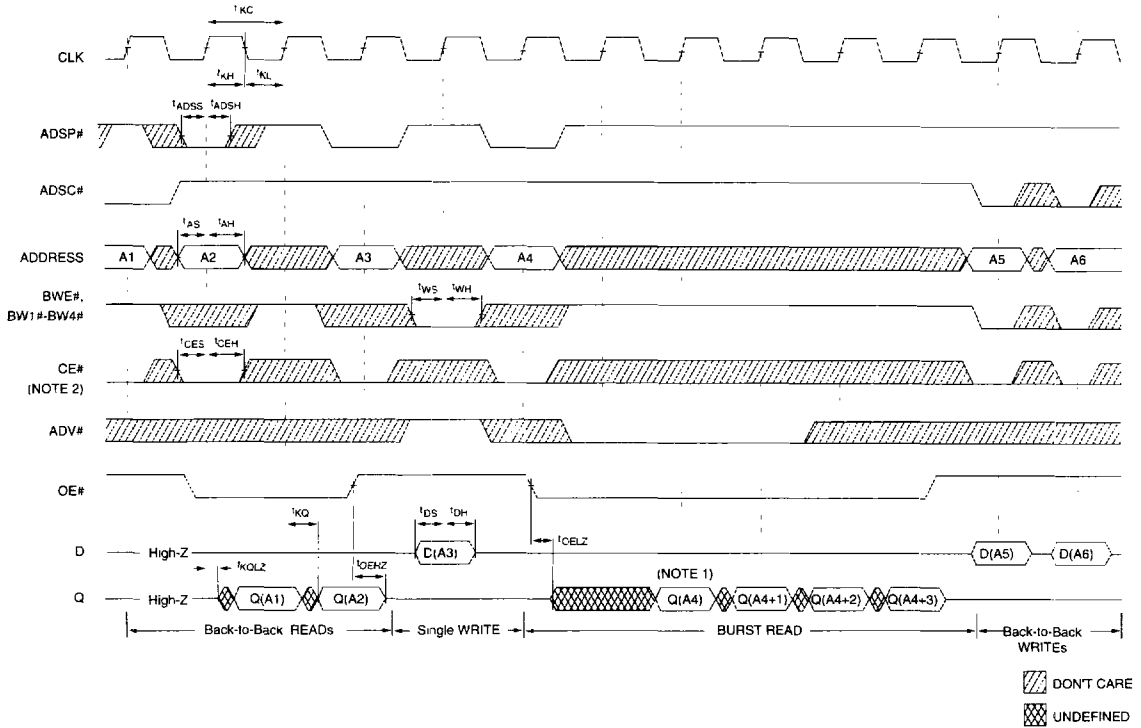 tKC
CLK
tKH tKL
tADSS tADSH
ADSP#
ADSC#
tAS tAH
ADDRESS A1 A2 A3 A4 A5 A6
BWE#,
BW1#-BW4#
tWS tWH
tCES tCEH
CE#
(NOTE 2)
ADV#
OE#
tKQ tDS tDH
D High-Z D(A3) tOELZ D(A5) D(A6)
tKQLZ tOEHZ (NOTE 1)
Q High-Z Q(A1) Q(A2) Q(A4) Q(A4+1) Q(A4+2) Q(A4+3)
Back-to-Back READs Single WRITE BURST READ Back-to-Back
WRITEs
DON'T CARE
UNDEFINED